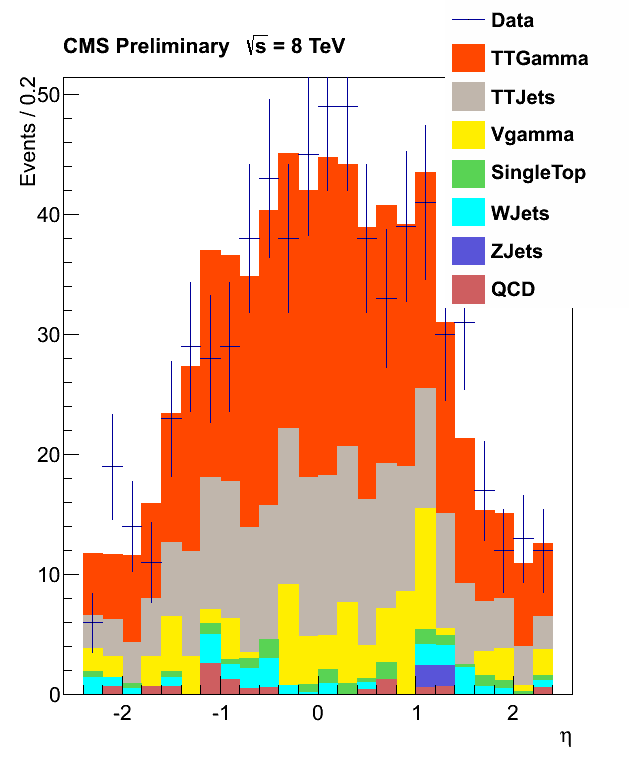 Data
CMS Preliminary √s = 8 TeV
TTGamma
TTJets
Vgamma
SingleTop
WJets
ZJets
QCD
Events / 0.2
50
40
30
20
10
0
-2 -1 0 1 2
η